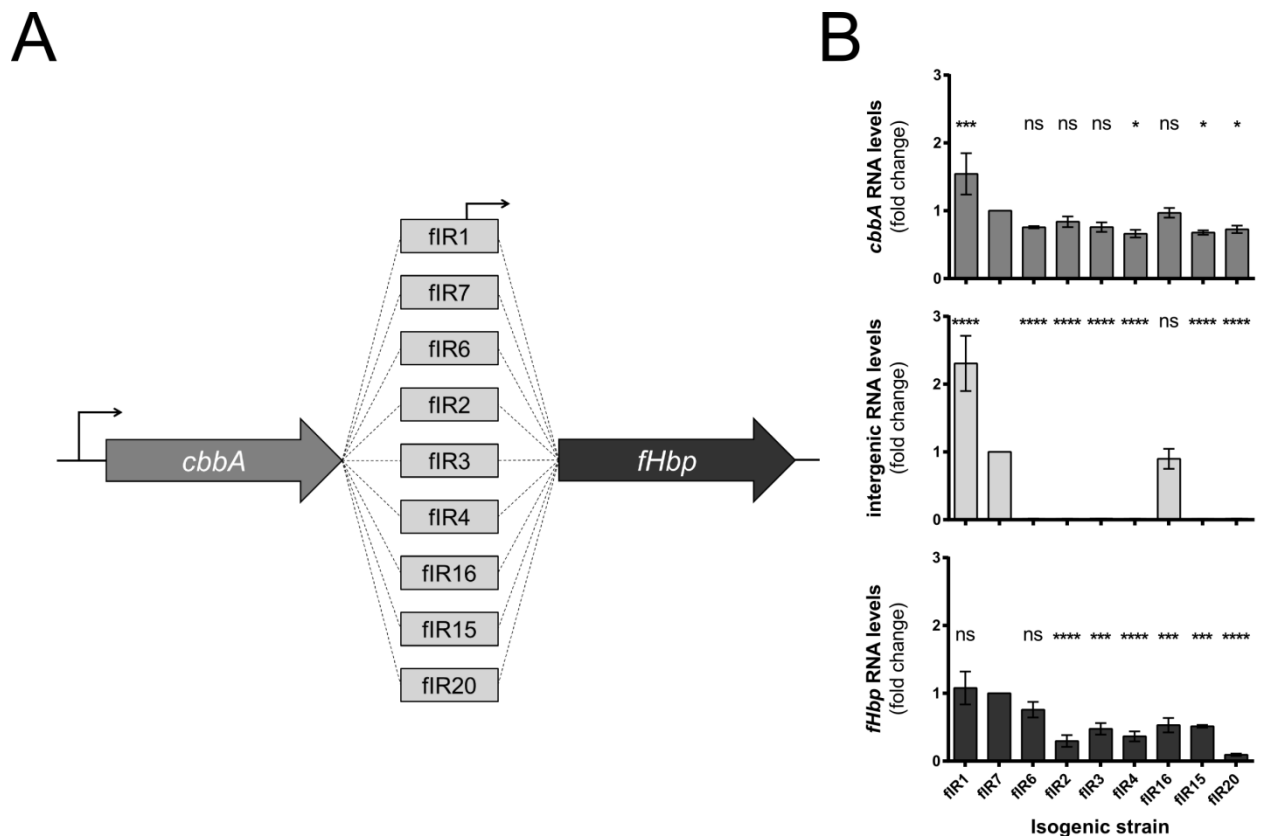 A
cbbA
fIR1
fIR7
fIR6
fIR2
fIR3
fIR4
fIR16
fIR15
fIR20
fHbp
B
cbbA RNA levels
(fold change)
3
2
1
0
*** ns ns ns * ns * *
intergenic RNA levels
(fold change)
3
2
1
0
**** **** **** **** **** ns **** ****
fHbp RNA levels
(fold change)
3
2
1
0
ns ns **** *** **** *** *** ****
fIR1 fIR7 fIR6 fIR2 fIR3 fIR4 fIR16 fIR15 fIR20
Isogenic strain